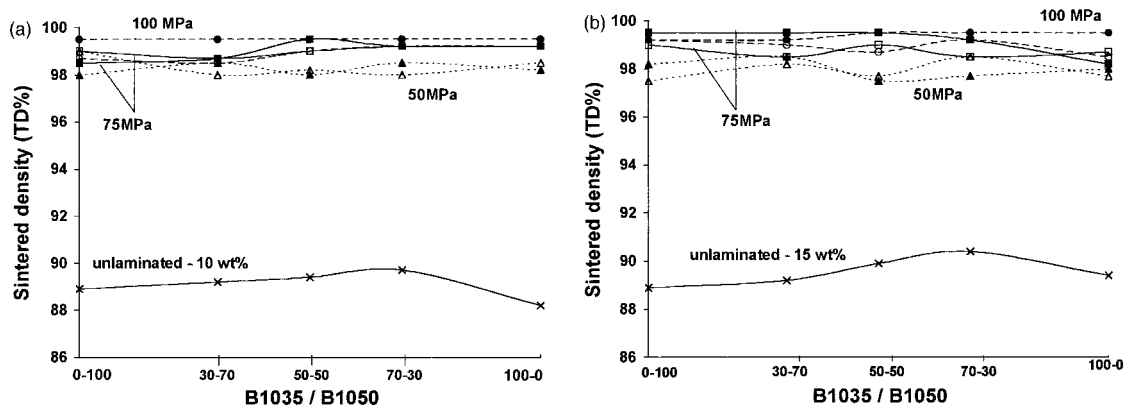 (a)
100 MPa
100
98
96
94
92
90
88
86
Sintered density (TD%)
75MPa
50MPa
unlaminated - 10 wt%
0-100 30-70 50-50 70-30 100-0
B1035 / B1050
(b)
100 MPa
100
98
96
94
92
90
88
86
Sintered density (TD%)
75MPa
50MPa
unlaminated - 15 wt%
0-100 30-70 50-50 70-30 100-0
B1035 / B1050